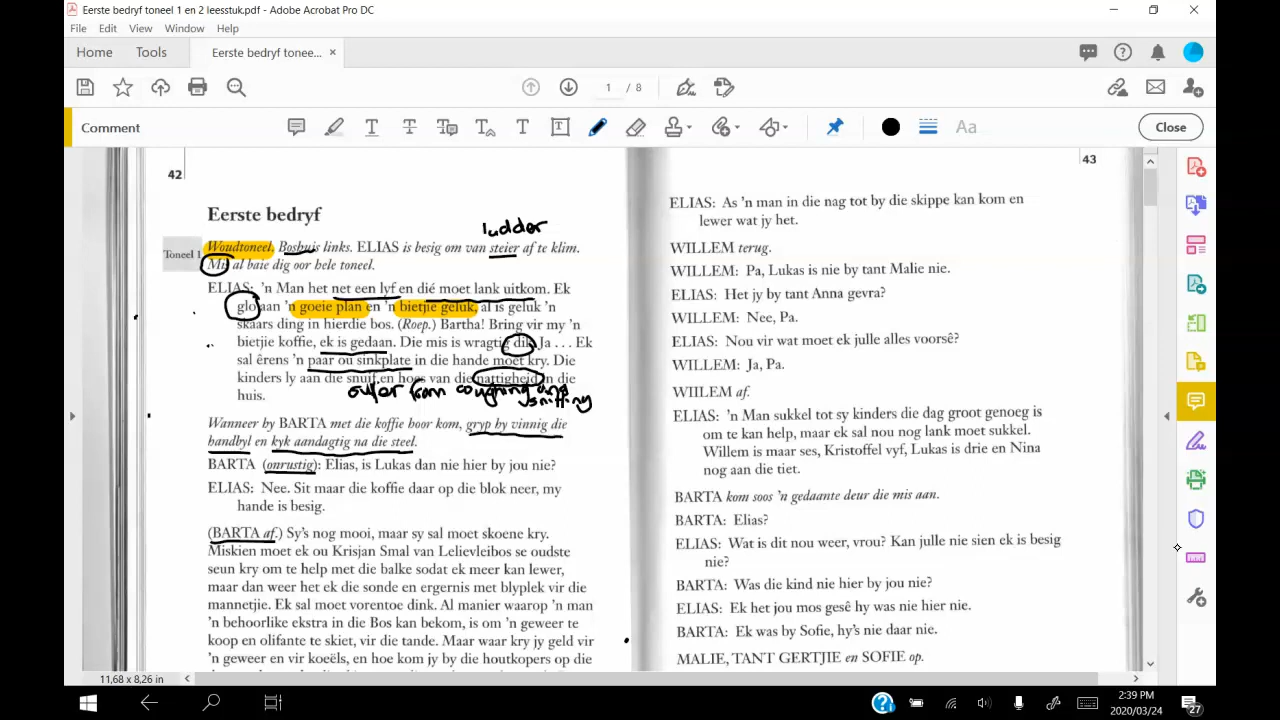 Eerste bedryf toneel 1 en 2 leesstuk.pdf - Adobe Acrobat Pro DC
File Edit View Window Help
Home Tools Eerste bedryf tonee... ×
1 / 8
Comment
Aa
Close
42
Eerste bedryf
ladder
Toneel 1
Woudtoneel. Boshuis links. ELIAS is besig om van steier af te klim.
Mis al baie dig oor hele toneel.
ELIAS: 'n Man het net een lyf en dié moet lank uitkom. Ek
glo aan 'n goeie plan en 'n bietjie geluk, al is geluk 'n
skaars ding in hierdie bos. (Roep.) Bartha! Bring vir my 'n
bietjie koffie, ek is gedaan. Die mis is wragtig dik. Ja . . . Ek
sal êrens 'n paar ou sinkplate in die hande moet kry. Die
kinders ly aan die snuif en hoes van die nattigheid in die
huis.
suffer from coughing and
sniffing
Wanneer by BARTA met die koffie hoor kom, gryp hy vinnig die
handbyl en kyk aandagtig na die steel.
BARTA (onrustig): Elias, is Lukas dan nie hier by jou nie?
ELIAS: Nee. Sit maar die koffie daar op die blok neer, my
hande is besig.
(BARTA af.) Sy's nog mooi, maar sy sal moet skoene kry.
Miskien moet ek ou Krisjan Smal van Lelievleibos se oudste
seun kry om te help met die balke sodat ek meer kan lewer,
maar dan weer het ek die sonde en ergernis met blyplek vir die
mannetjie. Ek sal moet vorentoe dink. Al manier waarop 'n man
'n behoorlike ekstra in die Bos kan bekom, is om 'n geweer te
koop en olifante te skiet, vir die tande. Maar waar kry jy geld vir
'n geweer en vir koeëls, en hoe kom jy by die houtkopers op die
43
ELIAS: As 'n man in die nag tot by die skippe kan kom en
lewer wat jy het.
WILLEM terug.
WILLEM: Pa, Lukas is nie by tant Malie nie.
ELIAS: Het jy by tant Anna gevra?
WILLEM: Nee, Pa.
ELIAS: Nou vir wat moet ek julle alles voorsê?
WILLEM: Ja, Pa.
WIILEM af.
ELIAS: 'n Man sukkel tot sy kinders die dag groot genoeg is
om te kan help, maar ek sal nou nog lank moet sukkel.
Willem is maar ses, Kristoffel vyf, Lukas is drie en Nina
nog aan die tiet.
BARTA kom soos 'n gedaante deur die mis aan.
BARTA: Elias?
ELIAS: Wat is dit nou weer, vrou? Kan julle nie sien ek is besig
nie?
BARTA: Was die kind nie hier by jou nie?
ELIAS: Ek het jou mos gesê hy was nie hier nie.
BARTA: Ek was by Sofie, hy's nie daar nie.
MALIE, TANT GERTJIE en SOFIE op.
11,68 x 8,26 in
2:39 PM
2020/03/24
27